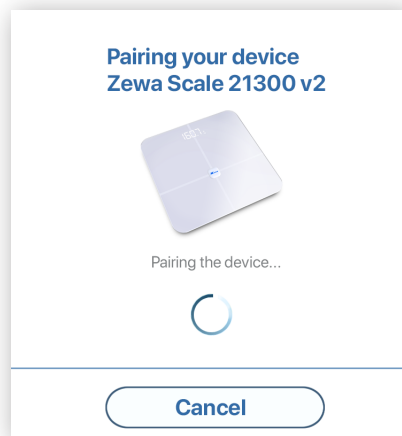 Pairing your device
Zewa Scale 21300 v2
Pairing the device...
Cancel